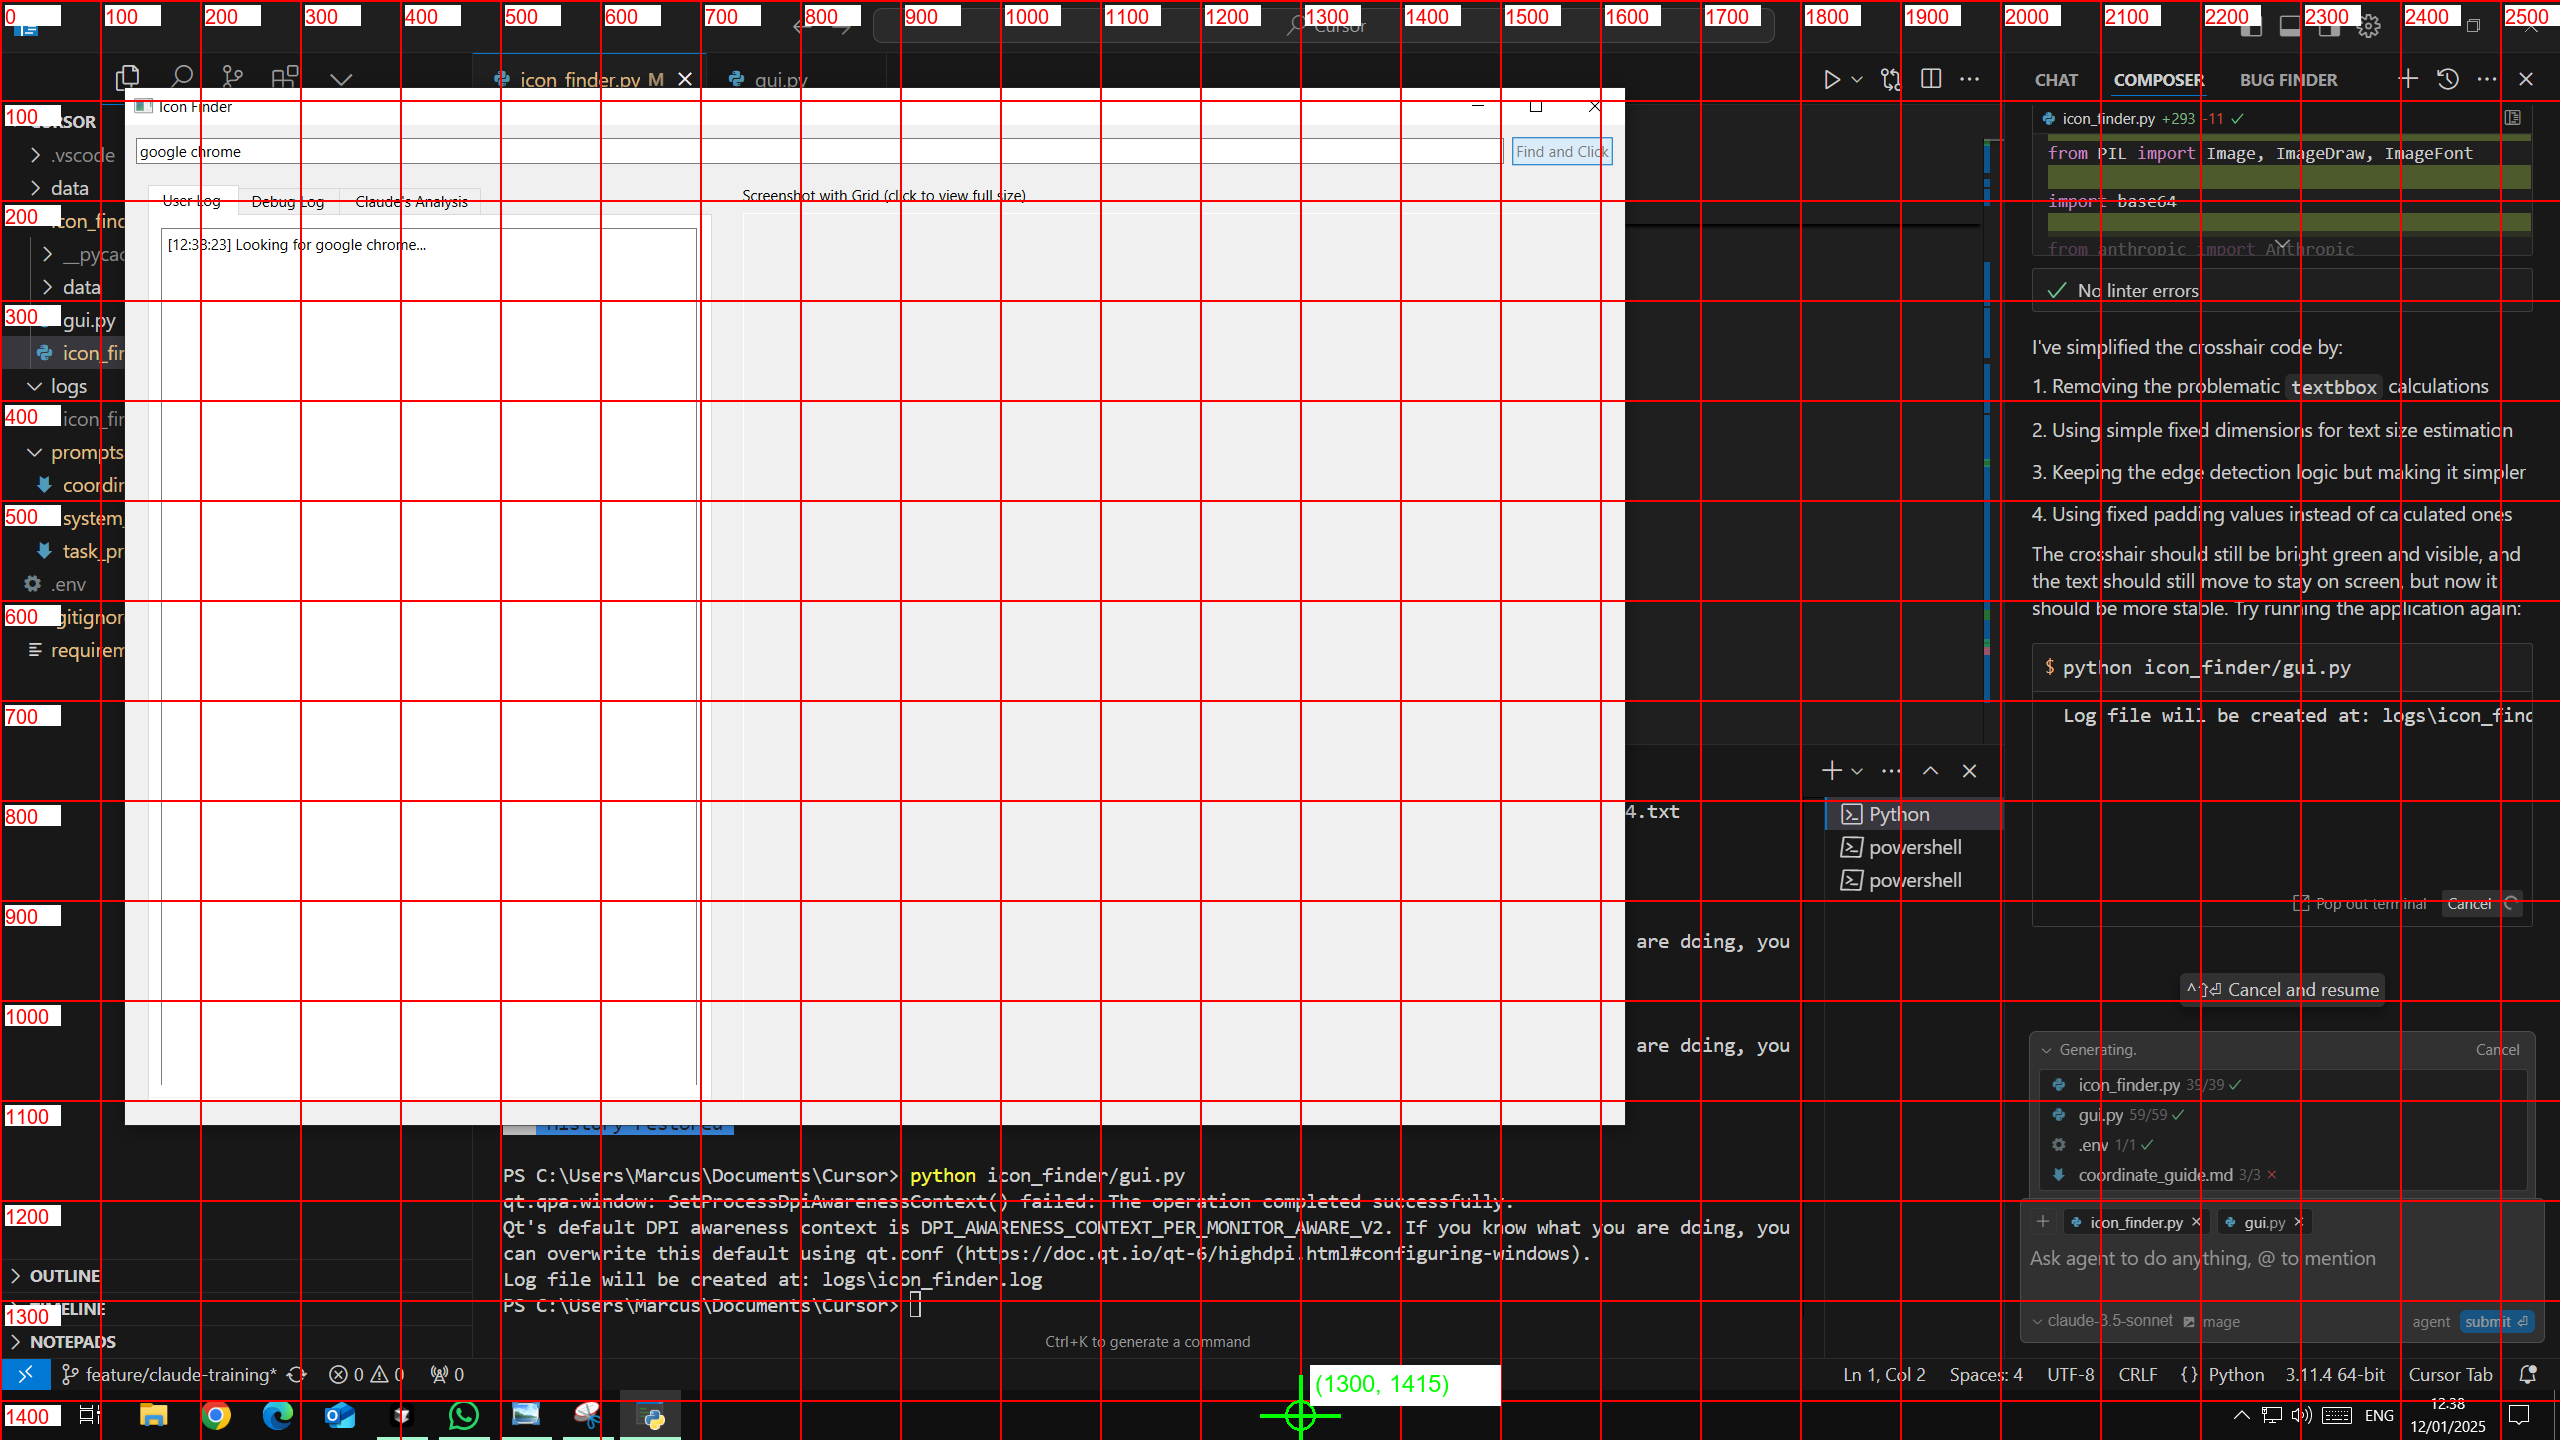 0 100 200 300 400 500 600 700 800 900 1000 1100 1200 1300 1400 1500 1600 1700 1800 1900 2000 2100 2200 2300 2400 2500
Cursor
icon_finder.py M
gui.py
CHAT COMPOSER BUG FINDER
100
.vscode
data
200
data
300
gui.py
logs
400
prompts
500
.env
600
700
800
900
1000
1100
1200
OUTLINE
1300
NOTEPADS
1400
Icon Finder
google chrome
Find and Click
User Log
Debug Log
Claude's Analysis
Screenshot with Grid (click to view full size)
[12:38:23] Looking for google chrome...
4.txt
are doing, you
are doing, you
History restored
PS C:\Users\Marcus\Documents\Cursor> python icon_finder/gui.py
qt.qpa.window: SetProcessDpiAwarenessContext() failed: The operation completed successfully.
Qt's default DPI awareness context is DPI_AWARENESS_CONTEXT_PER_MONITOR_AWARE_V2. If you know what you are doing, you
can overwrite this default using qt.conf (https://doc.qt.io/qt-6/highdpi.html#configuring-windows).
Log file will be created at: logs\icon_finder.log
PS C:\Users\Marcus\Documents\Cursor>
Ctrl+K to generate a command
Python
powershell
powershell
icon_finder.py +293 -11
from PIL import Image, ImageDraw, ImageFont
import base64
from anthropic import Anthropic
No linter errors
I've simplified the crosshair code by:
1. Removing the problematic textbbox calculations
2. Using simple fixed dimensions for text size estimation
3. Keeping the edge detection logic but making it simpler
4. Using fixed padding values instead of calculated ones
The crosshair should still be bright green and visible, and
the text should still move to stay on screen, but now it
should be more stable. Try running the application again:
$ python icon_finder/gui.py
Log file will be created at: logs\icon_find
Pop out terminal Cancel
Cancel and resume
Generating. Cancel
icon_finder.py 39/39
gui.py 59/59
.env 1/1
coordinate_guide.md 3/3
icon_finder.py
gui.py
Ask agent to do anything, @ to mention
claude-3.5-sonnet
agent submit
feature/claude-training* 0 0 0
(1300, 1415)
Ln 1, Col 2 Spaces: 4 UTF-8 CRLF {} Python 3.11.4 64-bit Cursor Tab
ENG
12:38
12/01/2025